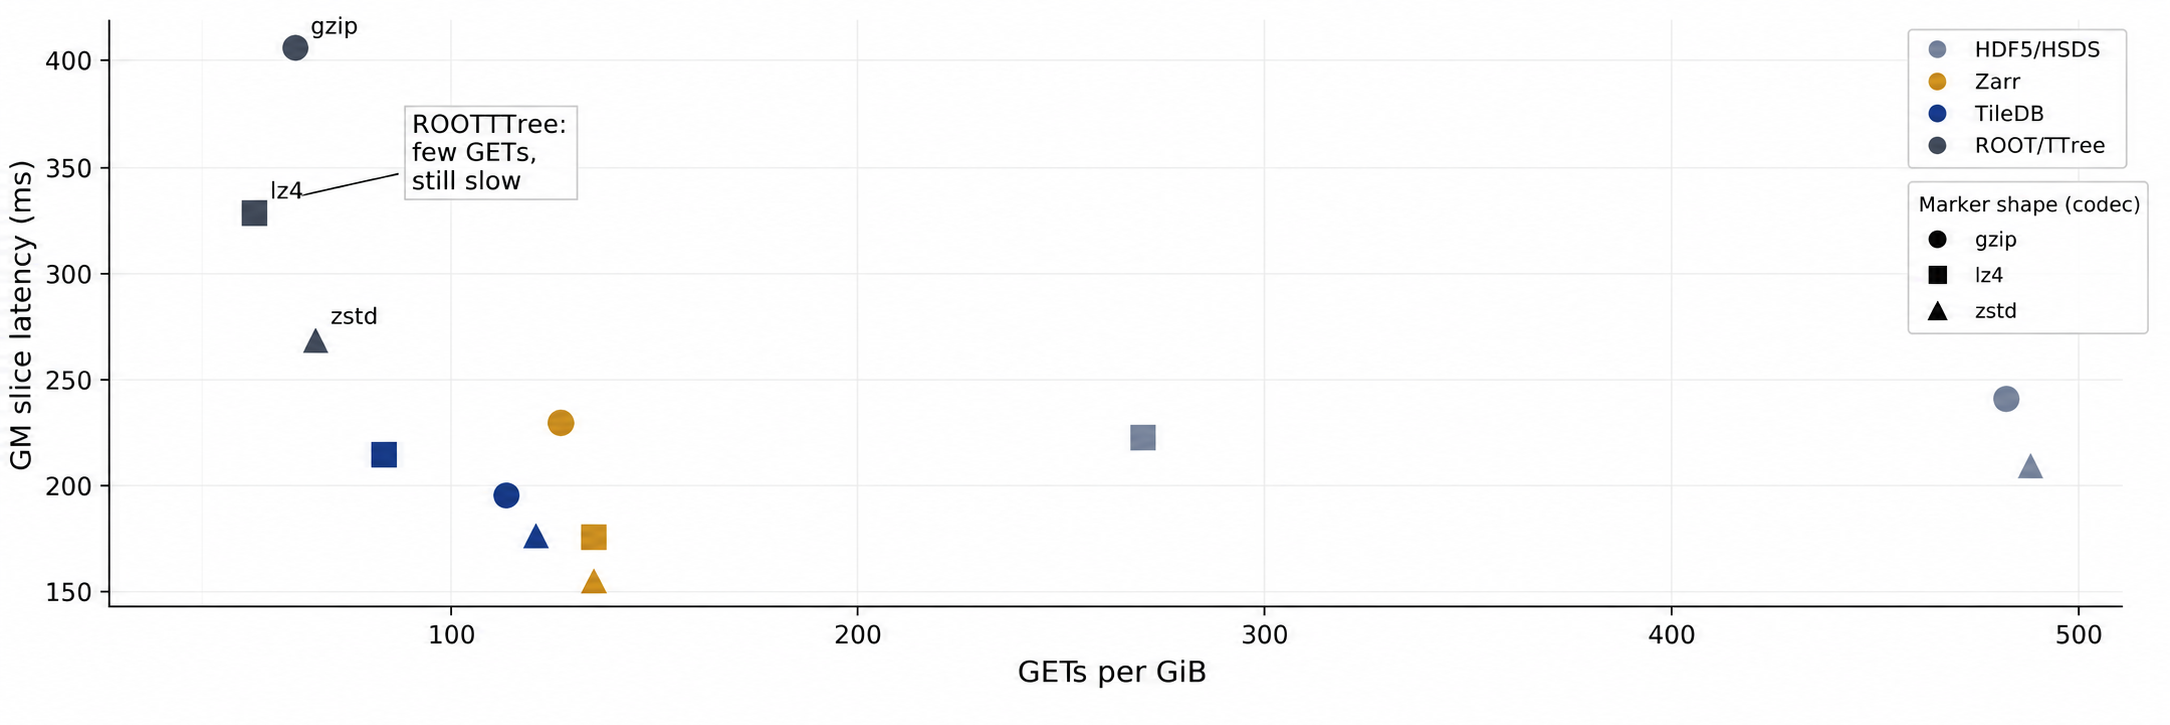 gzip
400
ROOTTTree:
few GETs,
still slow
350
lz4
300
zstd
250
200
150
GM slice latency (ms)
100
200
300
400
500
GETs per GiB
HDF5/HSDS
Zarr
TileDB
ROOT/TTree
Marker shape (codec)
gzip
lz4
zstd